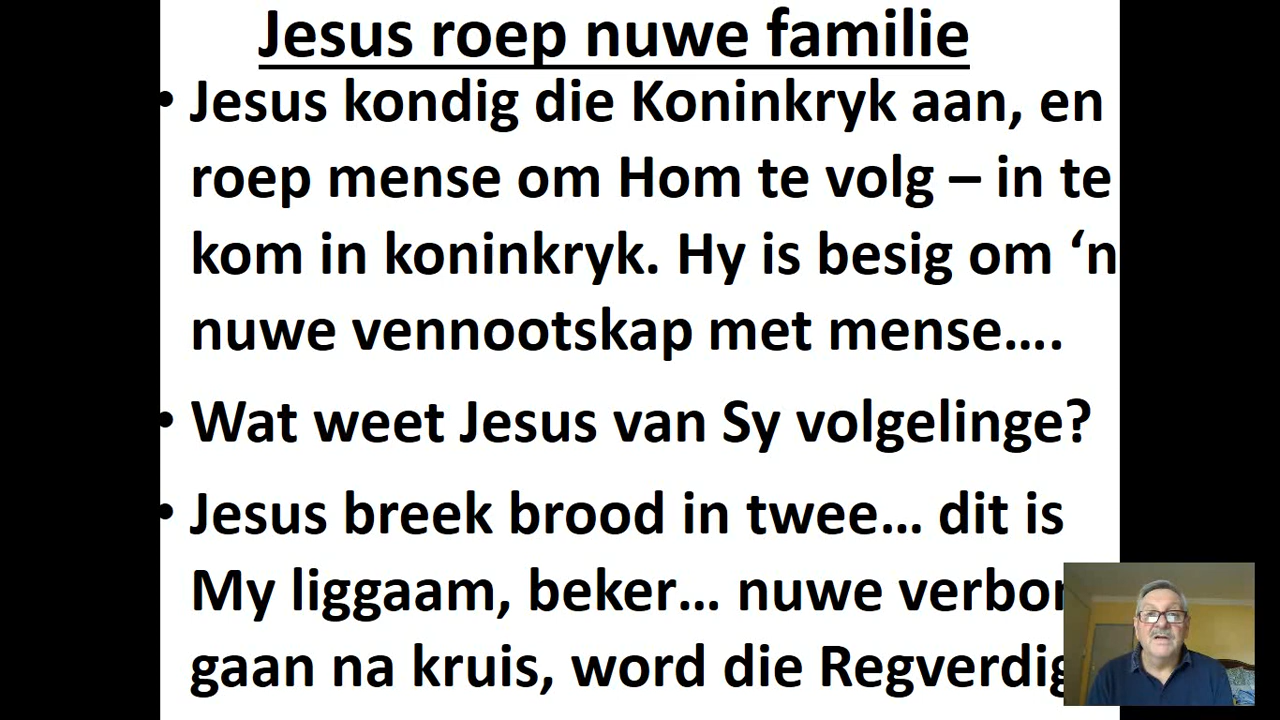 Jesus roep nuwe familie
• Jesus kondig die Koninkryk aan, en
roep mense om Hom te volg – in te
kom in koninkryk. Hy is besig om ‘n
nuwe vennootskap met mense….
• Wat weet Jesus van Sy volgelinge?
• Jesus breek brood in twee… dit is
My liggaam, beker… nuwe
gaan na kruis, word die